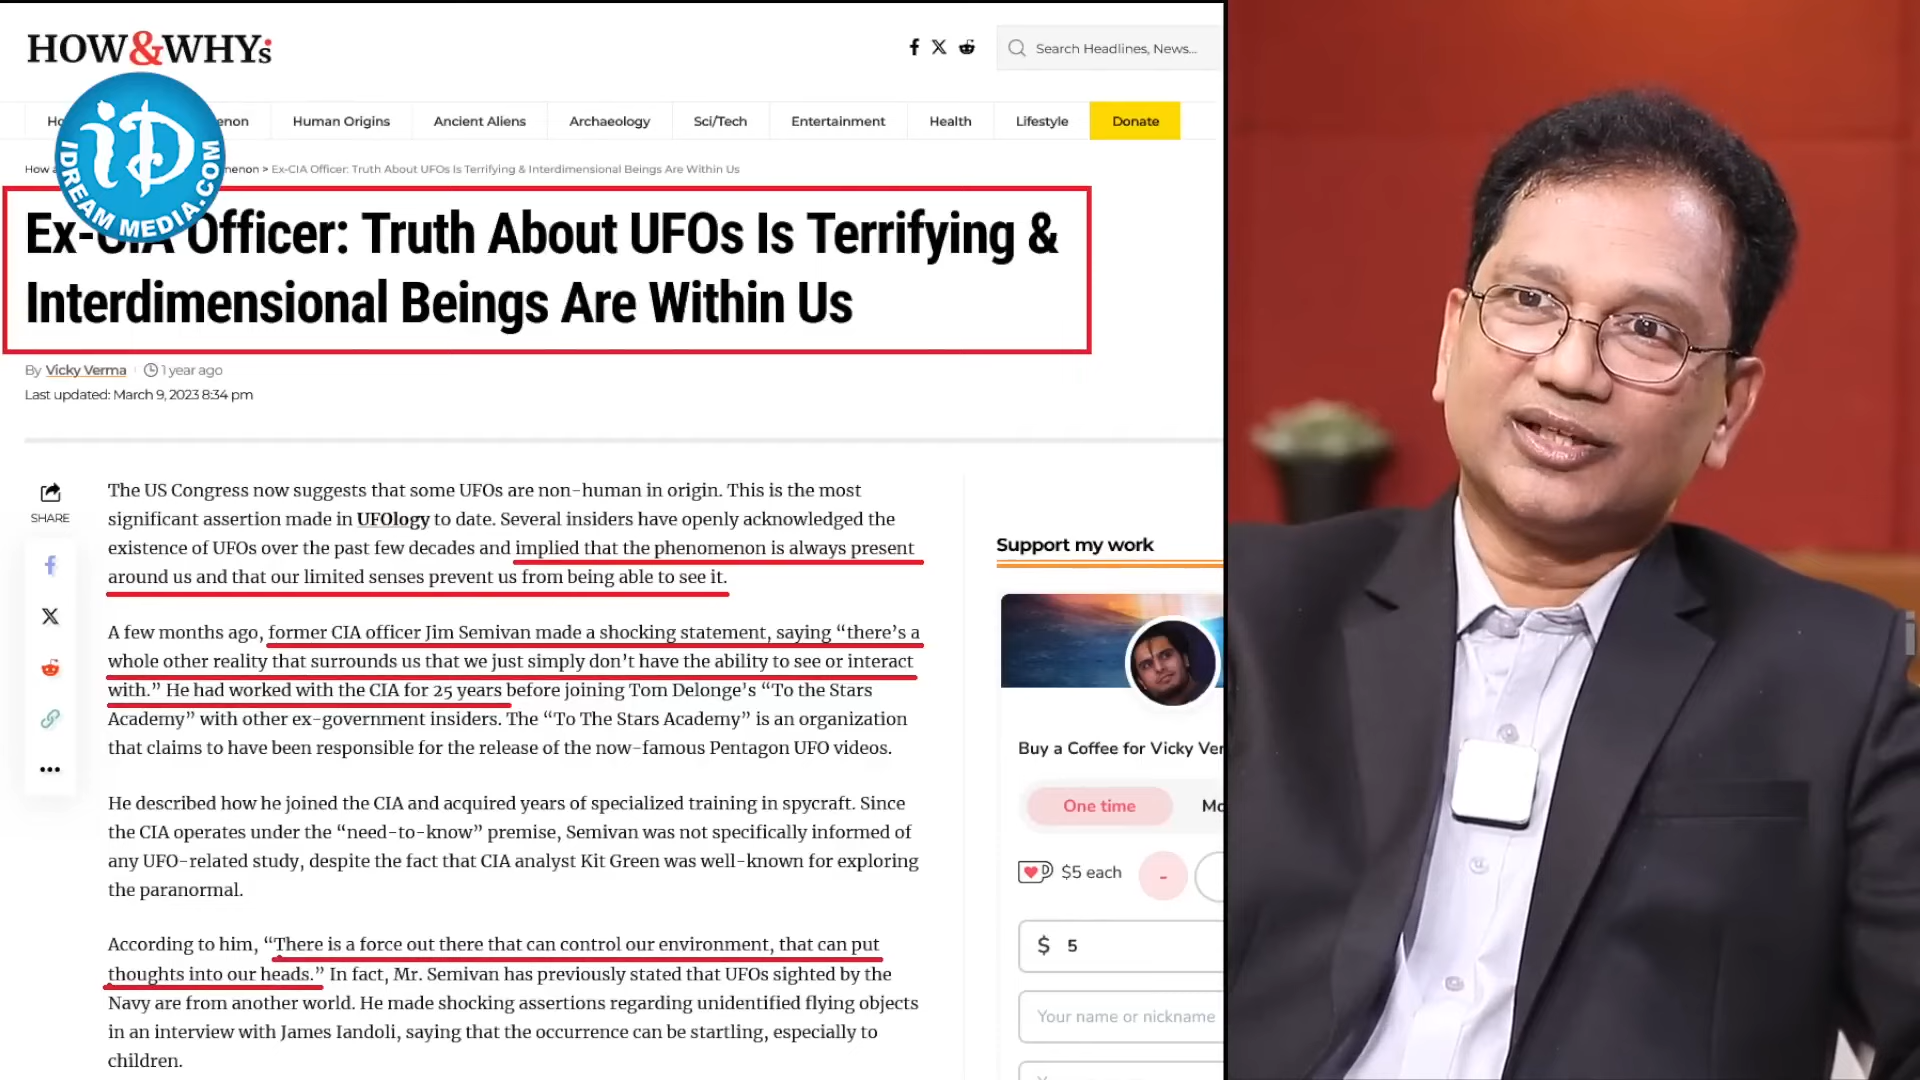 HOW&WHYs
Search Headlines, News...
iD
IDREAM MEDIA.COM
Human Origins
Ancient Aliens
Archaeology
Sci/Tech
Entertainment
Health
Lifestyle
Donate
Ex-CIA Officer: Truth About UFOs Is Terrifying & Interdimensional Beings Are Within Us
Ex-CIA Officer: Truth About UFOs Is Terrifying &
Interdimensional Beings Are Within Us
By Vicky Verma 1 year ago
Last updated: March 9, 2023 8:34 pm
SHARE
The US Congress now suggests that some UFOs are non-human in origin. This is the most
significant assertion made in UFOlogy to date. Several insiders have openly acknowledged the
existence of UFOs over the past few decades and implied that the phenomenon is always present
around us and that our limited senses prevent us from being able to see it.
A few months ago, former CIA officer Jim Semivan made a shocking statement, saying “there’s a
whole other reality that surrounds us that we just simply don’t have the ability to see or interact
with.” He had worked with the CIA for 25 years before joining Tom Delonge’s “To the Stars
Academy” with other ex-government insiders. The “To The Stars Academy” is an organization
that claims to have been responsible for the release of the now-famous Pentagon UFO videos.
He described how he joined the CIA and acquired years of specialized training in spycraft. Since
the CIA operates under the “need-to-know” premise, Semivan was not specifically informed of
any UFO-related study, despite the fact that CIA analyst Kit Green was well-known for exploring
the paranormal.
According to him, “There is a force out there that can control our environment, that can put
thoughts into our heads.” In fact, Mr. Semivan has previously stated that UFOs sighted by the
Navy are from another world. He made shocking assertions regarding unidentified flying objects
in an interview with James Iandoli, saying that the occurrence can be startling, especially to
children.
Support my work
Buy a Coffee for Vicky Ver
One time
Mo
$5 each
-
$ 5
Your name or nickname